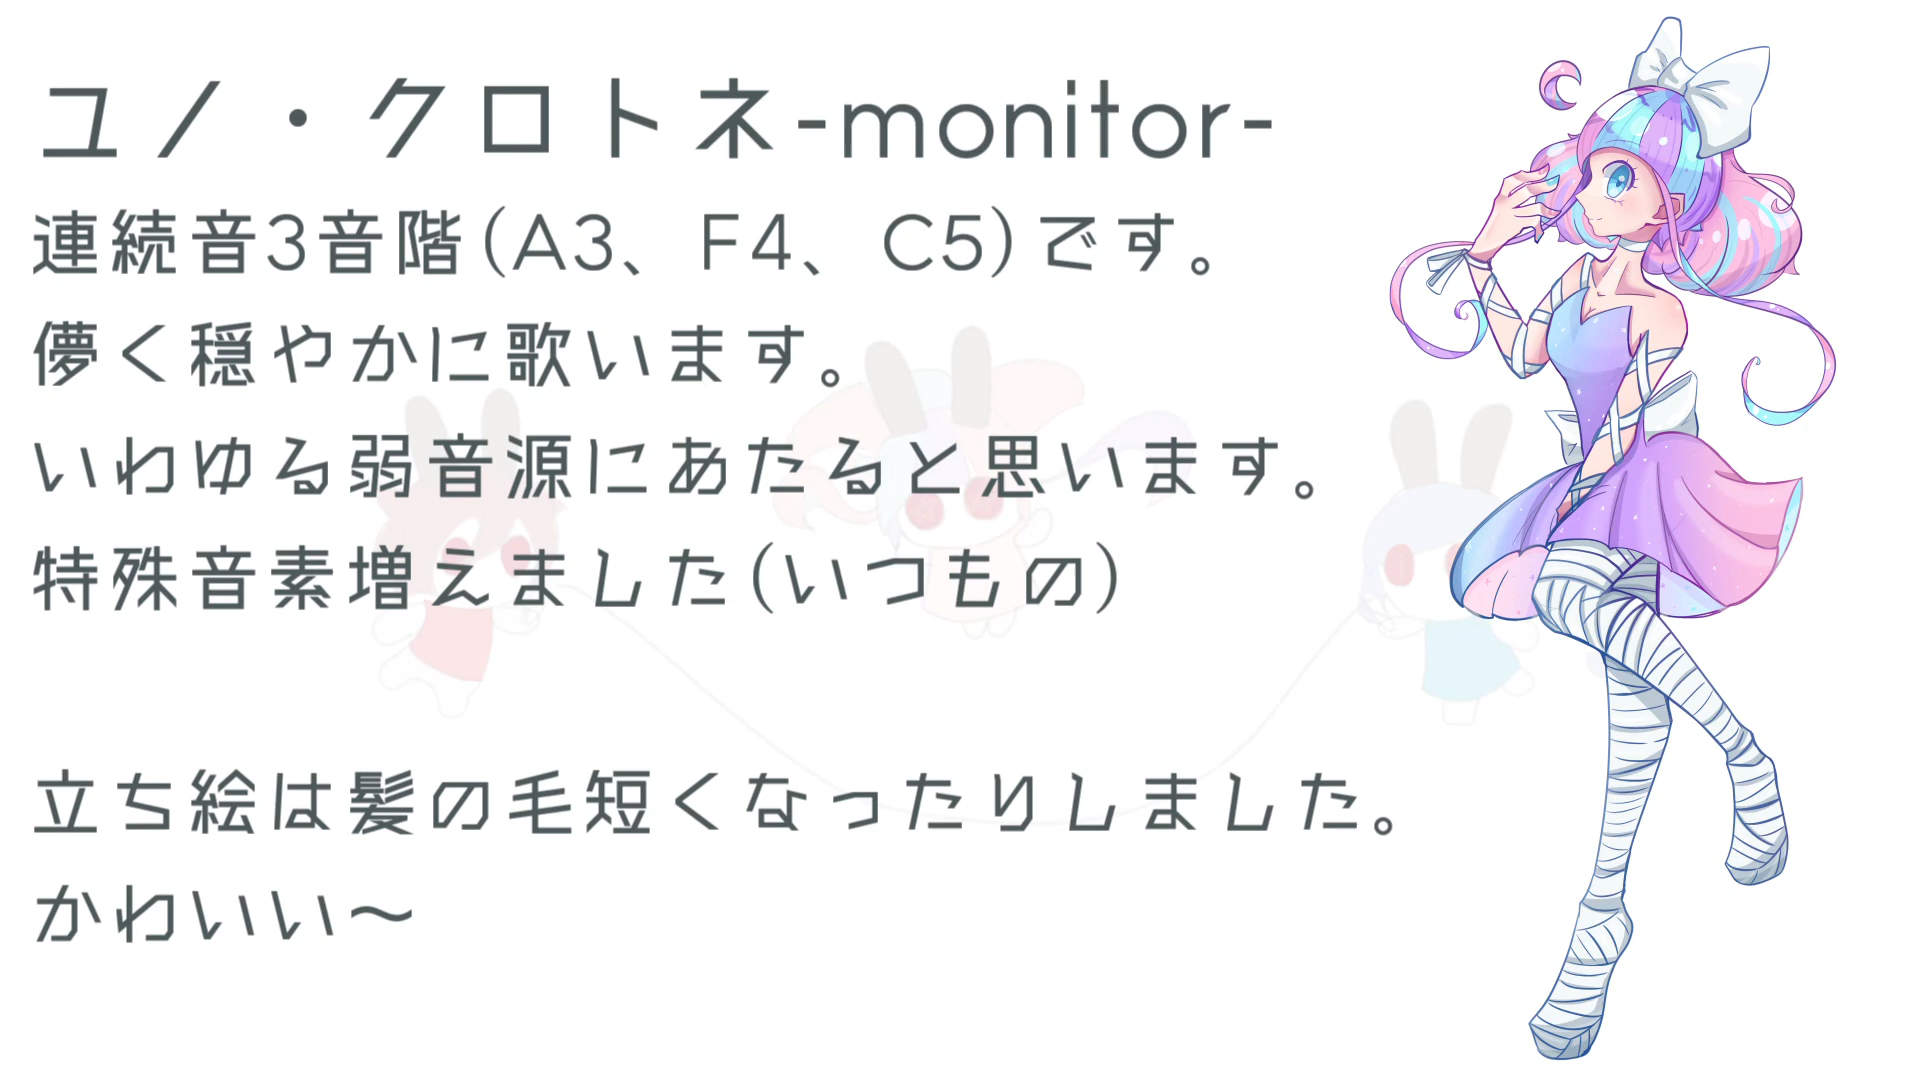 ユノ・クロトネ-monitor-
連続音3音階(A3、F4、C5)です。
儚く穏やかに歌います。
いわゆる弱音源にあたると思います。
特殊音素増えました(いつもの)
立ち絵は髪の毛短くなったりしました。
かわいい～